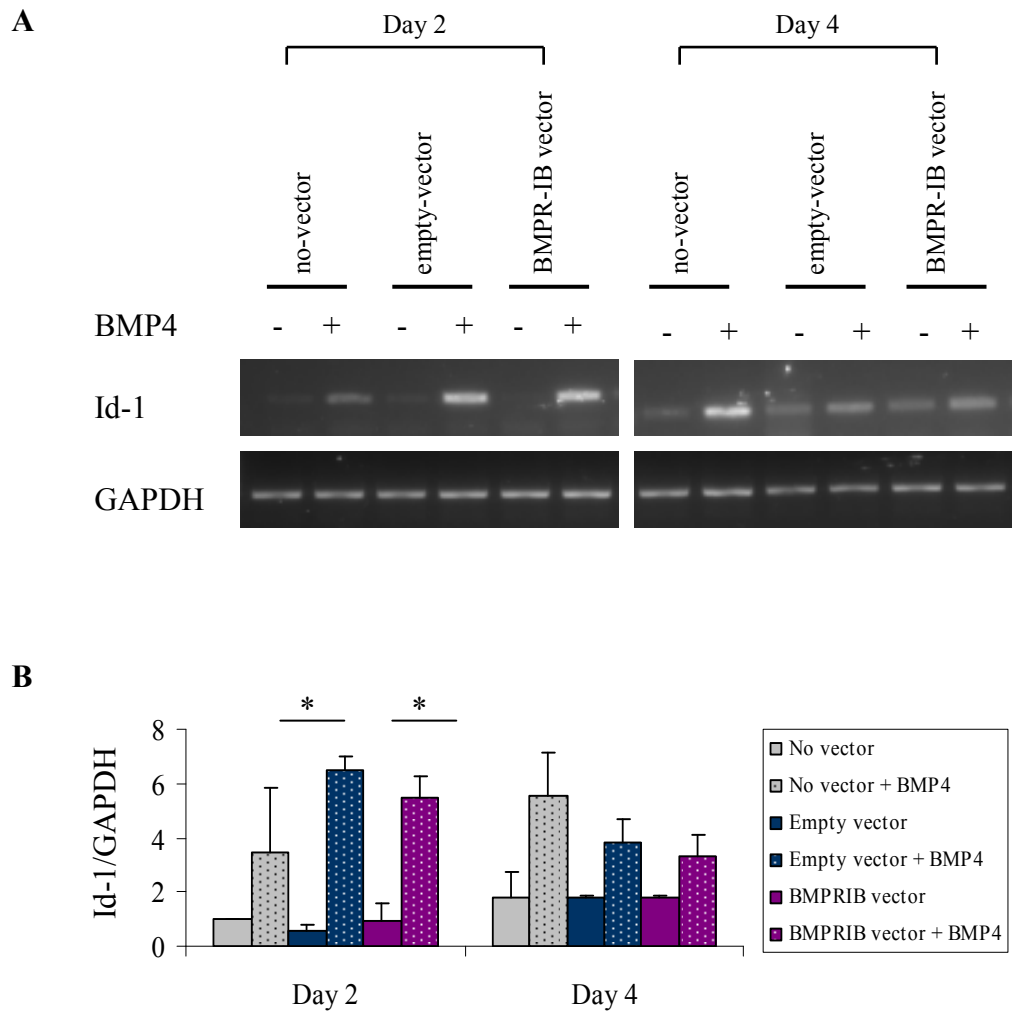 A
Day 2
Day 4
no-vector
empty-vector
BMPR-IB vector
no-vector
empty-vector
BMPR-IB vector
BMP4
- + - + - + - + - + - +
Id-1
GAPDH
B
* *
Id-1/GAPDH
8
6
4
2
0
Day 2
Day 4
No vector
No vector + BMP4
Empty vector
Empty vector + BMP4
BMPRIB vector
BMPRIB vector + BMP4